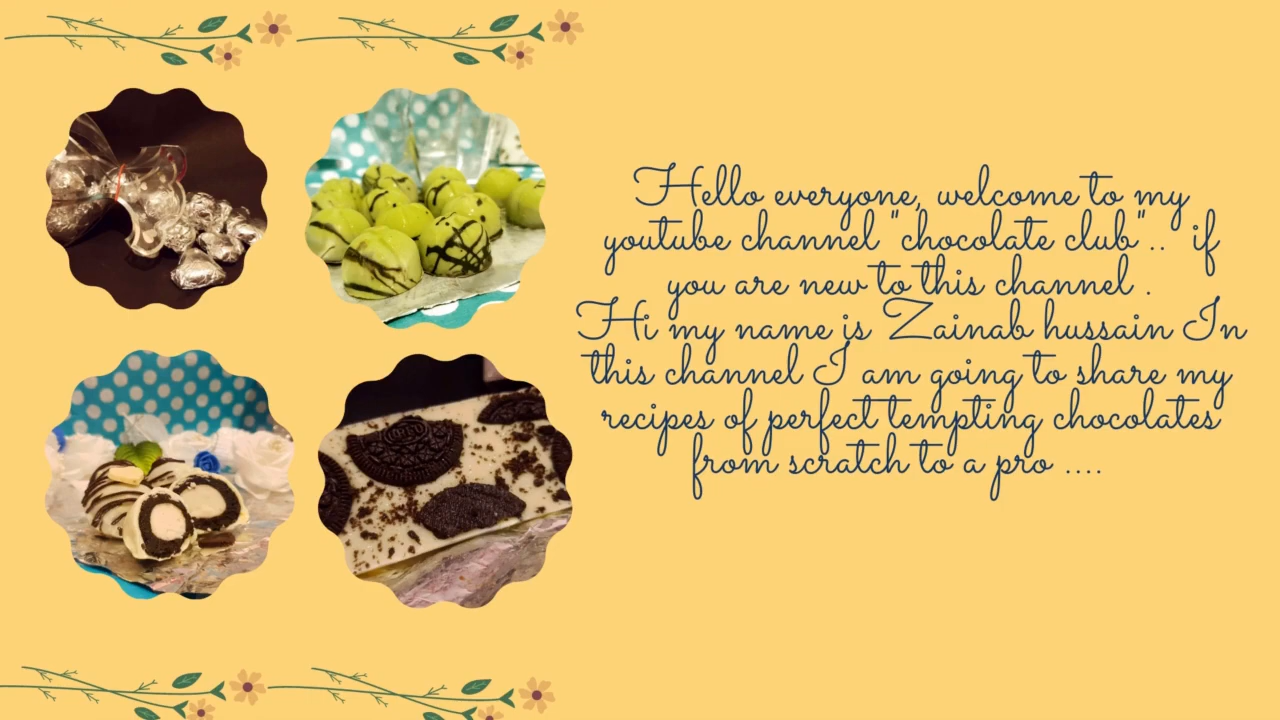 Hello everyone, welcome to my
youtube channel "chocolate club".. if
you are new to this channel .
Hi my name is Zainab hussain In
this channel I am going to share my
recipes of perfect tempting chocolates
from scratch to a pro ....
OREO